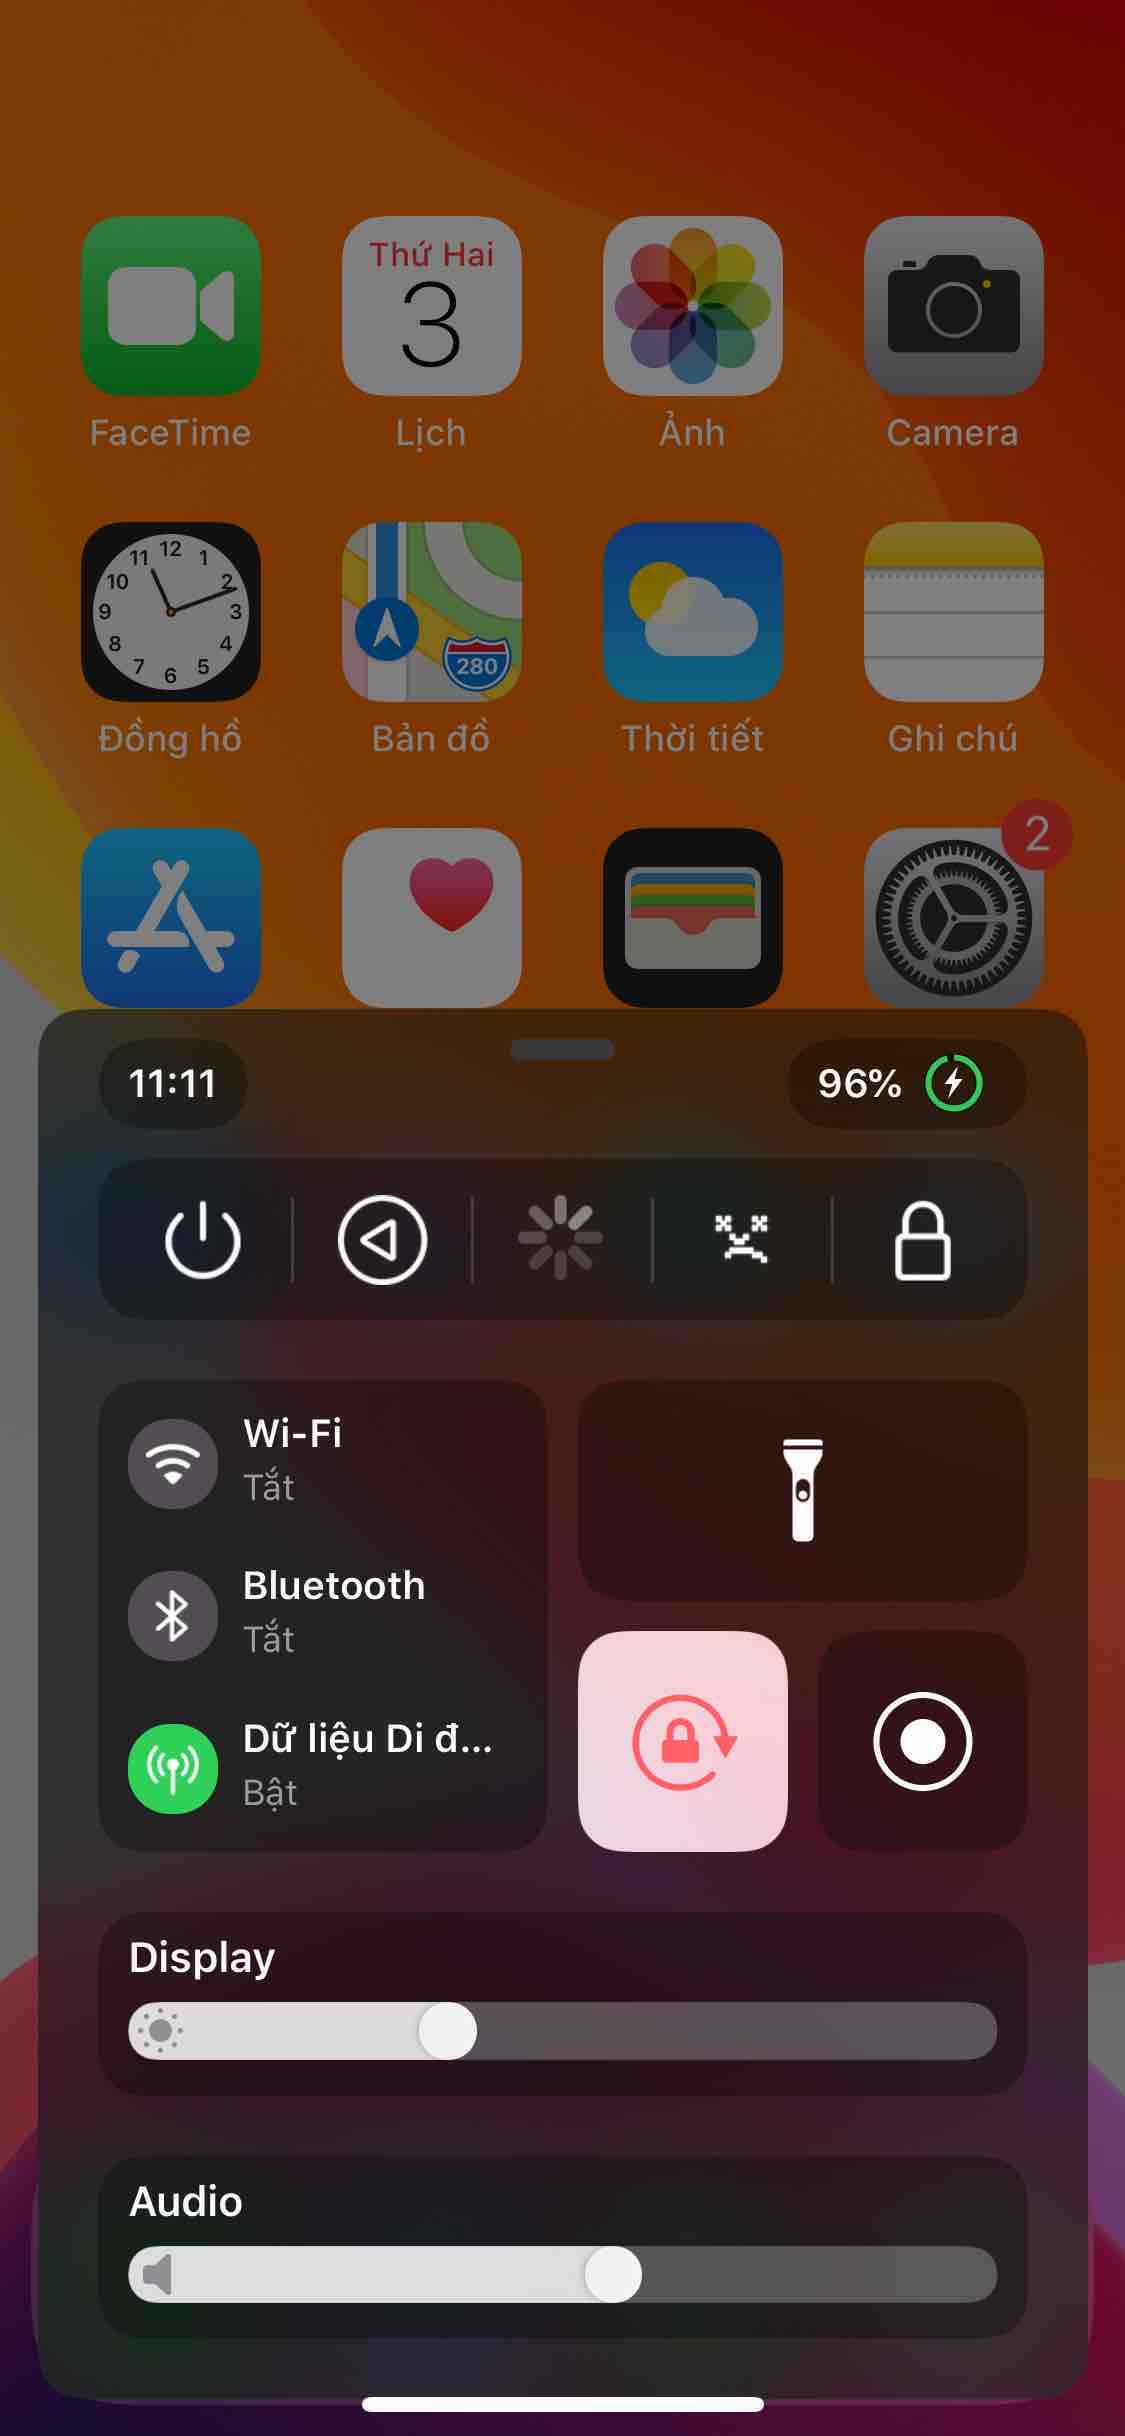 Thứ Hai
3
FaceTime
Lịch
Ảnh
Camera
12
1
2
3
4
5
6
7
8
9
10
11
280
Đồng hồ
Bản đồ
Thời tiết
Ghi chú
2
11:11
96%
Wi-Fi
Tắt
Bluetooth
Tắt
Dữ liệu Di đ...
Bật
Display
Audio